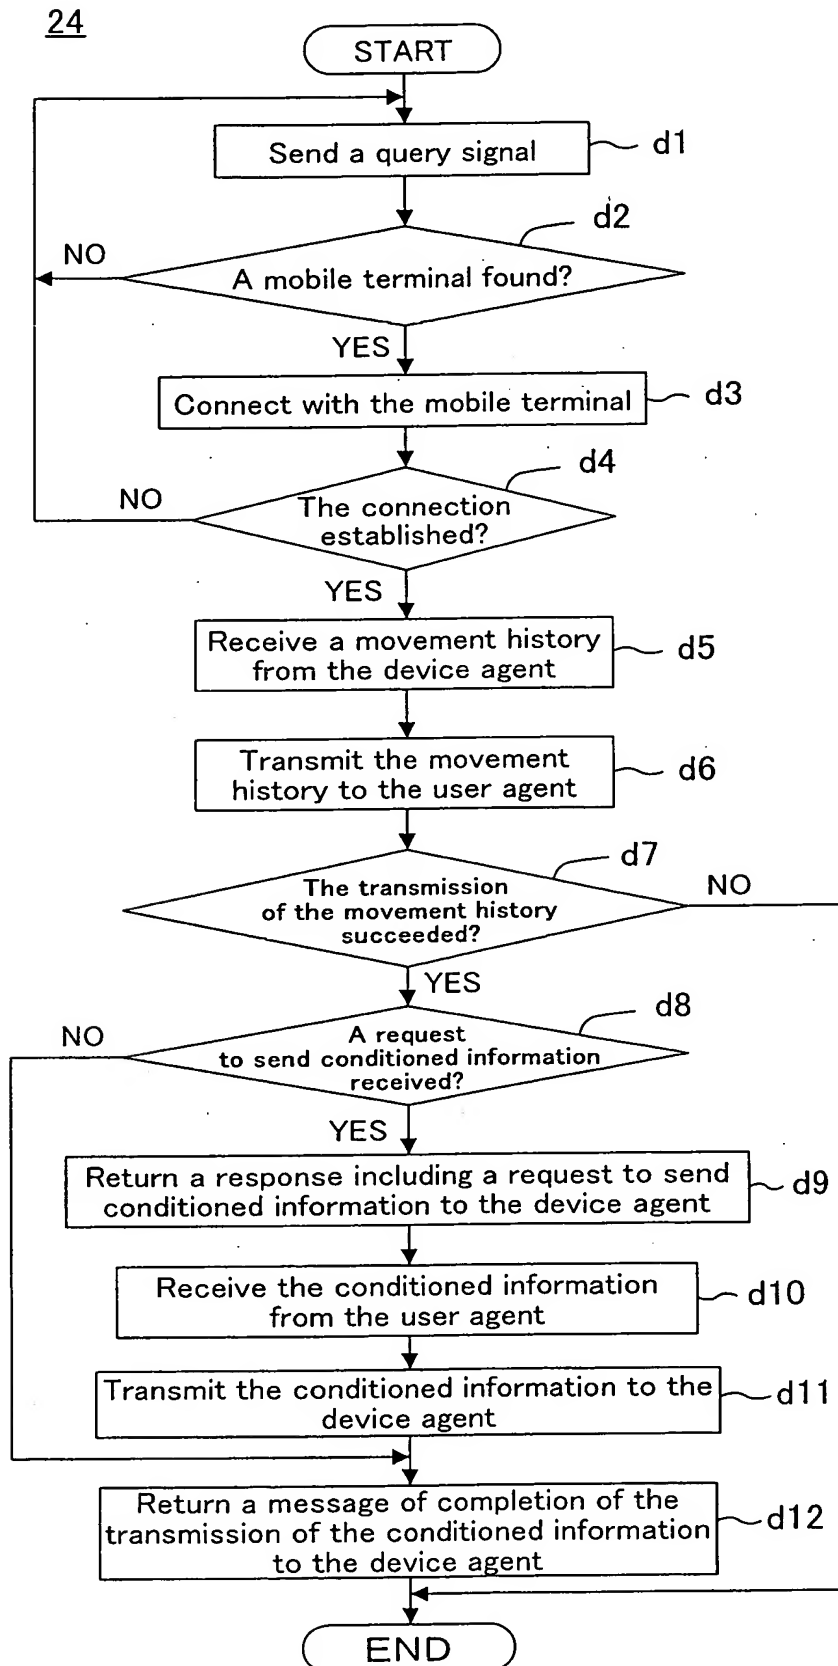 24
START
Send a query signal
d1
d2
NO
A mobile terminal found?
YES
Connect with the mobile terminal
d3
d4
NO
The connection
established?
YES
Receive a movement history
from the device agent
d5
Transmit the movement
history to the user agent
d6
d7
The transmission
of the movement history
succeeded?
NO
YES
d8
NO
A request
to send conditioned information
received?
YES
Return a response including a request to send
conditioned information to the device agent
d9
Receive the conditioned information
from the user agent
d10
Transmit the conditioned information to the
device agent
d11
Return a message of completion of the
transmission of the conditioned information
to the device agent
d12
END